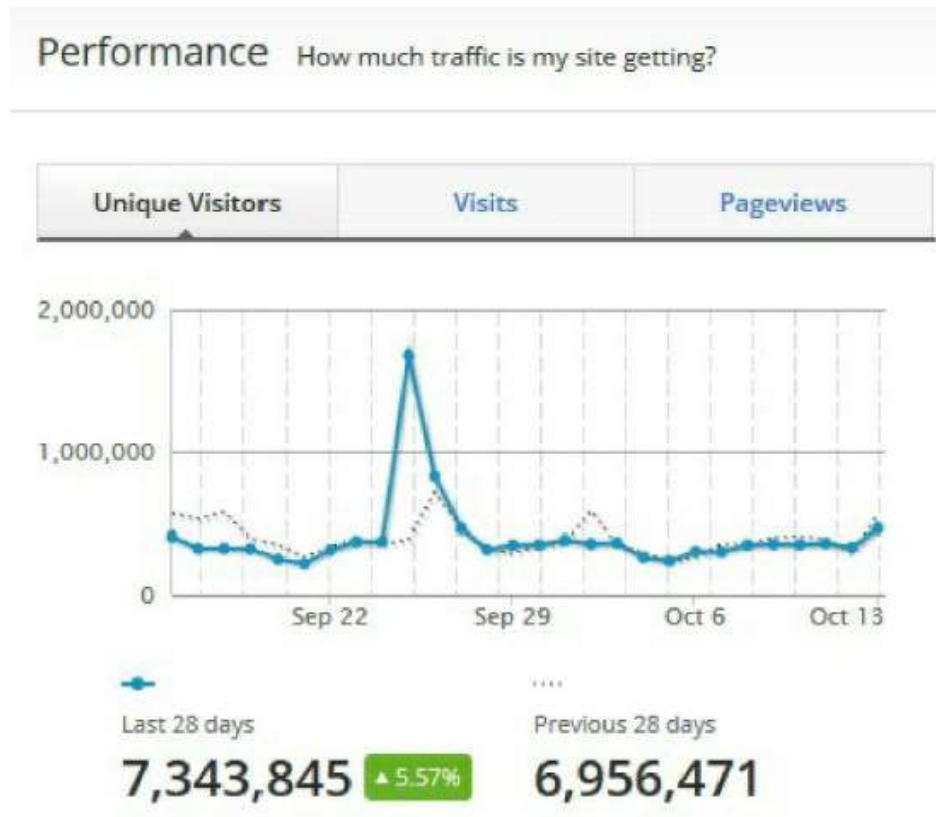 Performance How much traffic is my site getting?
Unique Visitors Visits Pageviews
2,000,000
1,000,000
0
Sep 22 Sep 29 Oct 6 Oct 13
Last 28 days Previous 28 days
7,343,845 ▲ 5.57% 6,956,471